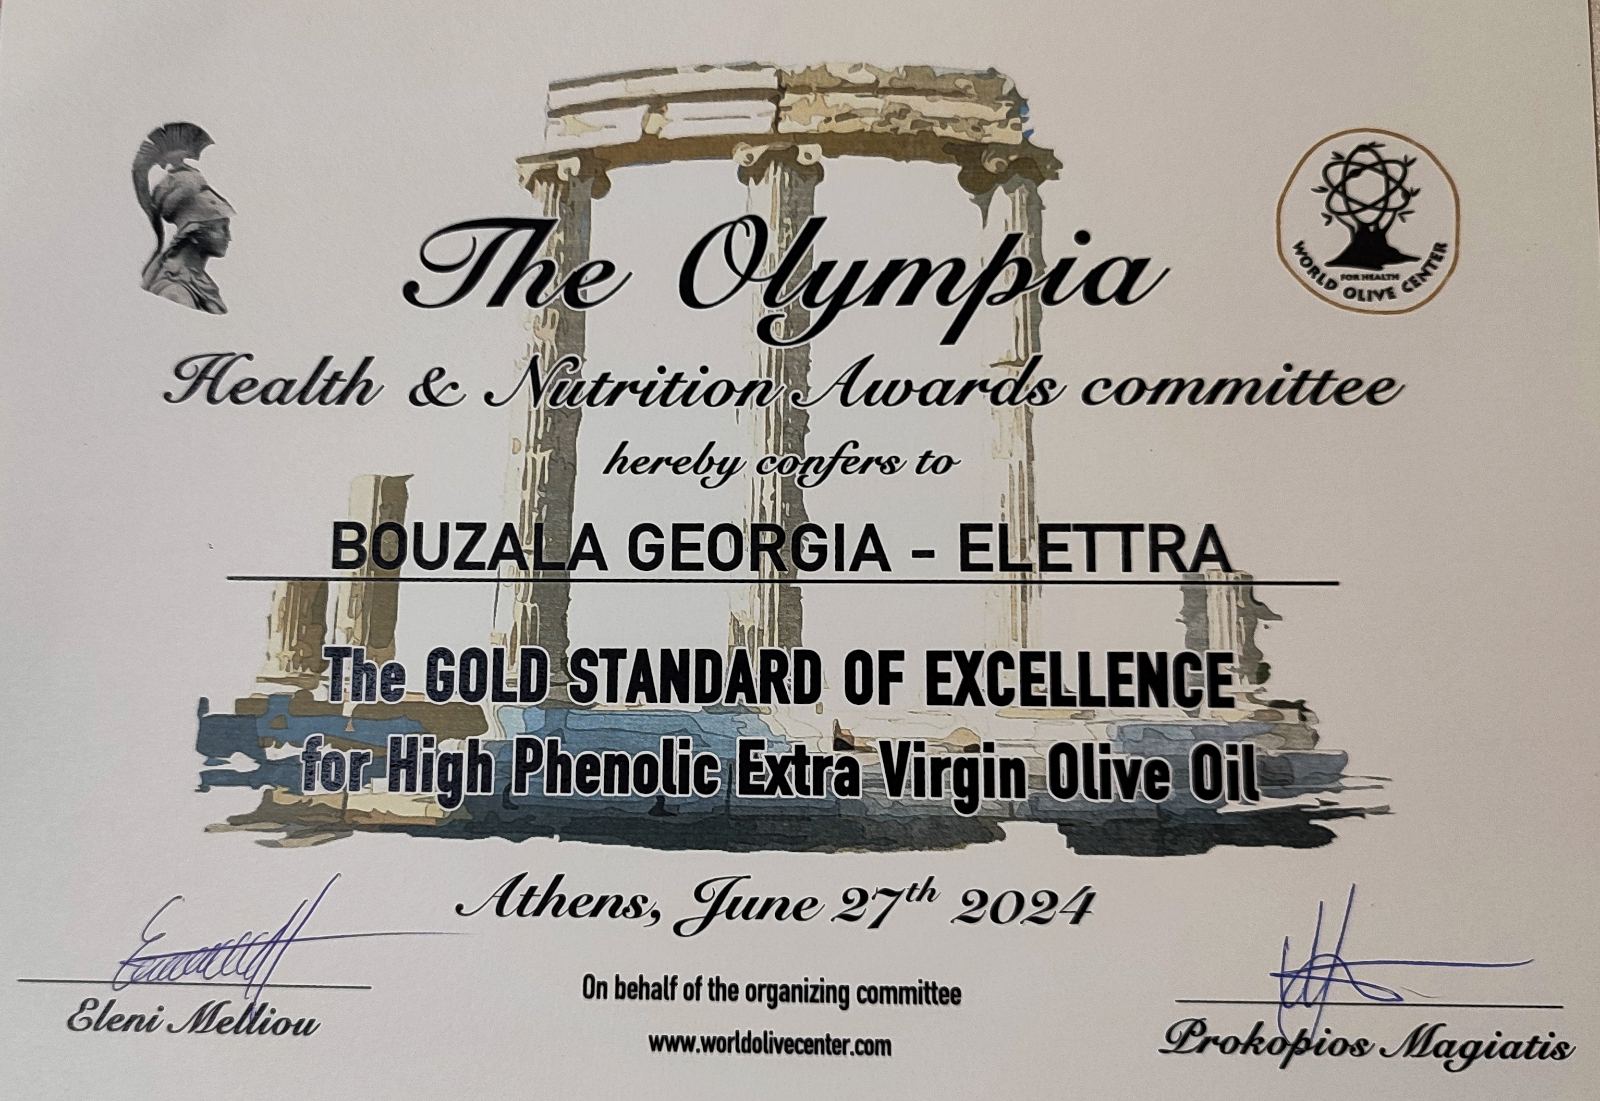 The Olympia
FOR HEALTH
WORLD OLIVE CENTER
Health & Nutrition Awards committee
hereby confers to
BOUZALA GEORGIA - ELETTRA
The GOLD STANDARD OF EXCELLENCE
for High Phenolic Extra Virgin Olive Oil
Athens, June 27th 2024
On behalf of the organizing committee
www.worldolivecenter.com
Eleni Melliou
Prokopios Magiatis